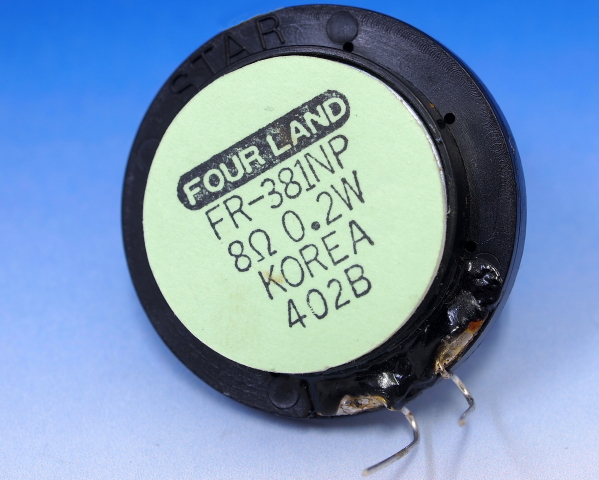 STAR
FOUR LAND
FR-381NP
8Ω 0.2W
KOREA
402B